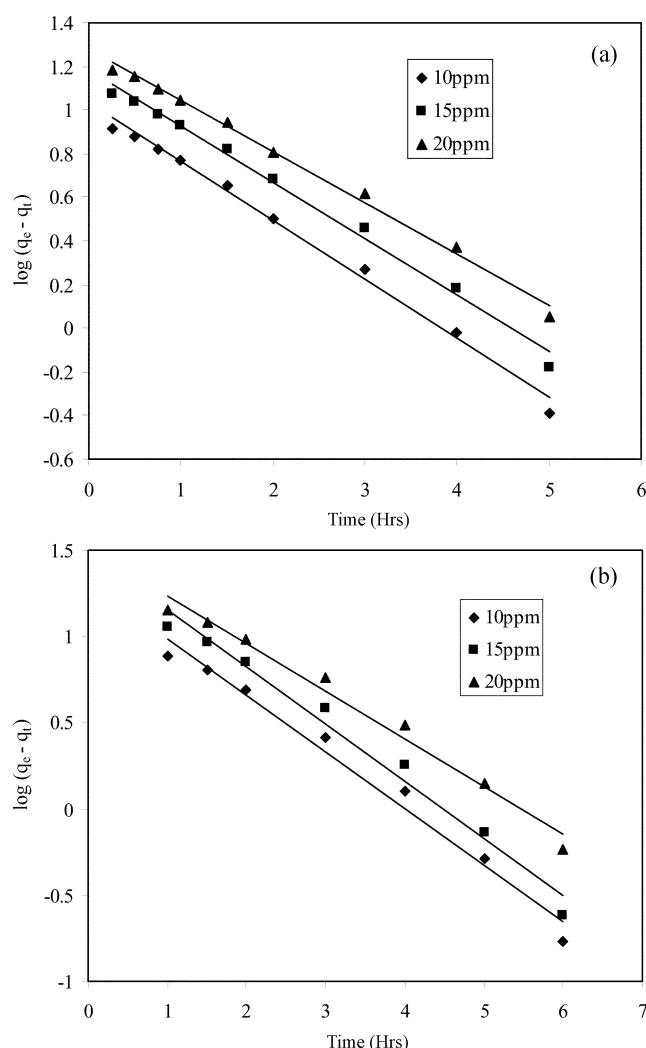 (a)
1.4
1.2
1
0.8
0.6
0.4
0.2
0
-0.2
-0.4
-0.6
log (qe - qt)
10ppm
15ppm
20ppm
0 1 2 3 4 5 6
Time (Hrs)
(b)
1.5
1
0.5
0
-0.5
-1
log (qe - qt)
10ppm
15ppm
20ppm
0 1 2 3 4 5 6 7
Time (Hrs)